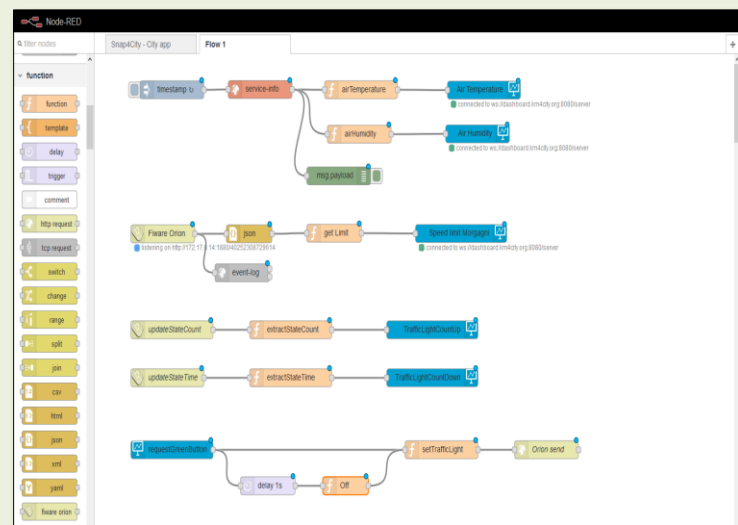 Node-RED
filter nodes
Snap4City - City app
Flow 1
+
function
function
template
delay
trigger
comment
http request
tcp request
switch
change
range
split
join
csv
html
json
xml
yaml
fiware orion
timestamp ↻
service-info
airTemperature
Air Temperature
connected to ws://dashboard.km4city.org:8080/server
airHumidity
Air Humidity
connected to ws://dashboard.km4city.org:8080/server
msg.payload
Fiware Orion
json
get Limit
Speed limit Morgagni
listening on
connected to ws://dashboard.km4city.org:8080/server
event-log
updateStateCount
extractStateCount
TrafficLightCountUp
updateStateTime
extractStateTime
TrafficLightCountDown
requestGreenButton
setTrafficLight
Orion send
delay 1s
Off